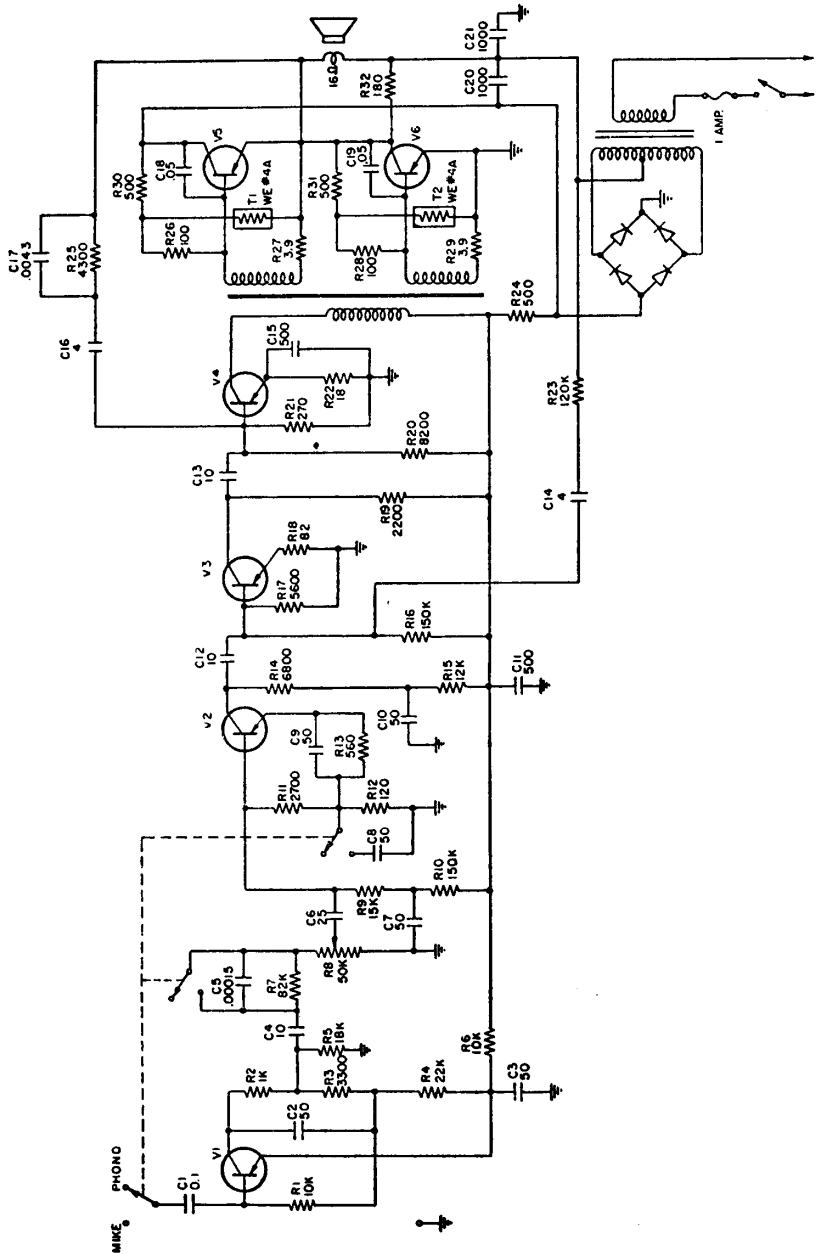 MIKE
PHONO
C1
0.1
V1
R1
10K
C2
50
R2
1K
R3
3300
R5
18K
R4
22K
C3
50
R6
10K
C4
10
C5
.00015
R7
82K
R8
50K
C6
25
R9
15K
C7
50
R10
150K
C8
50
R11
2700
R12
120
C9
50
R13
560
V2
C10
50
R14
6800
R15
12K
C11
500
C12
10
R16
150K
R17
5600
R18
82
V3
R19
2200
C13
10
R20
8200
R21
270
R22
18
V4
C15
500
C14
4
R23
120K
R24
500
C16
4
C17
.0043
R25
4300
R26
100
R27
3.9
R28
100
R29
3.9
R30
500
C18
.05
V5
T1
WE #4A
R31
500
C19
.05
V6
T2
WE #4A
16Ω
R32
180
C20
1000
C21
1000
1 AMP.